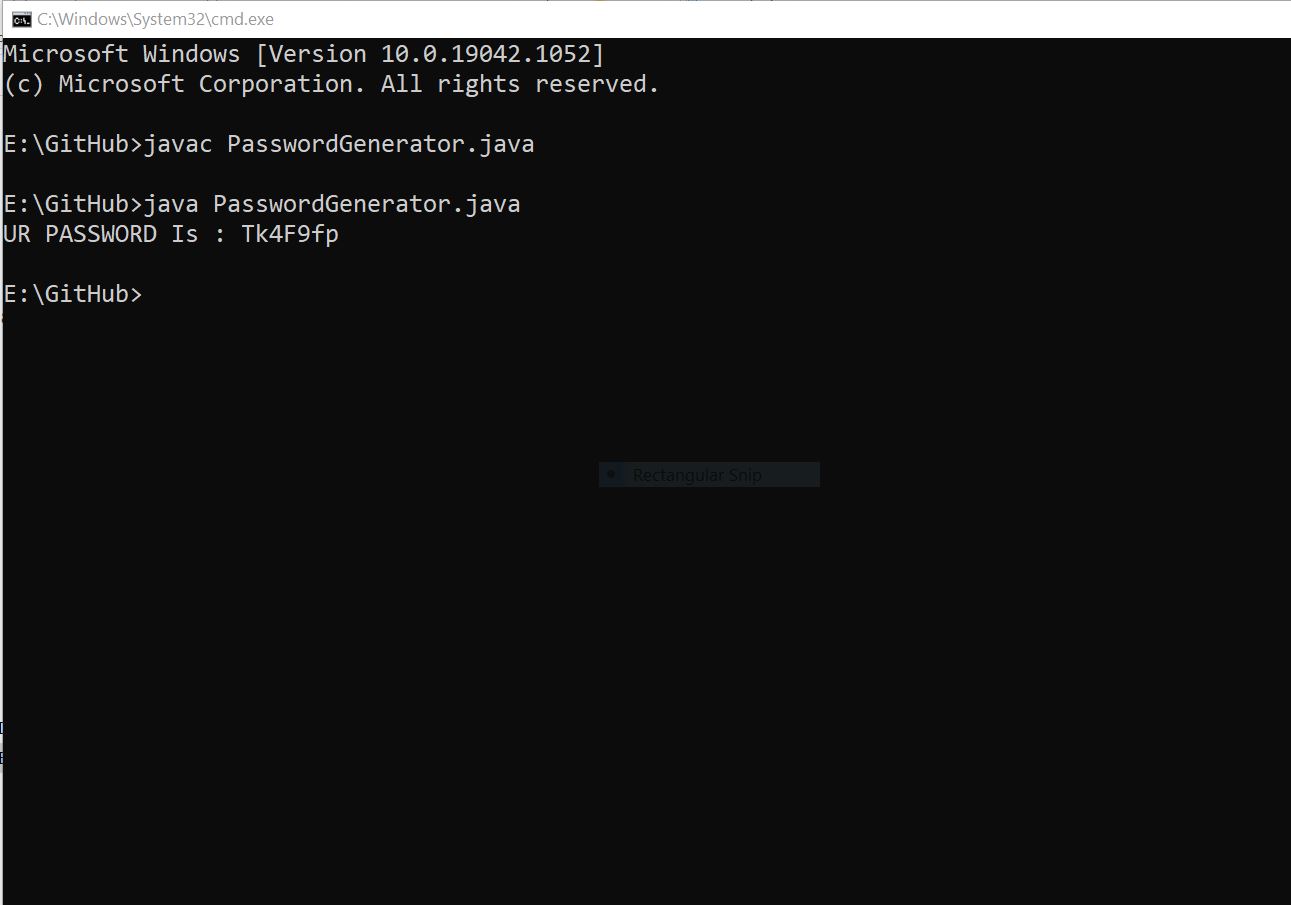 C:\Windows\System32\cmd.exe
Microsoft Windows [Version 10.0.19042.1052]
(c) Microsoft Corporation. All rights reserved.
E:\GitHub>javac PasswordGenerator.java
E:\GitHub>java PasswordGenerator.java
UR PASSWORD Is : Tk4F9fp
E:\GitHub>
Rectangular Snip